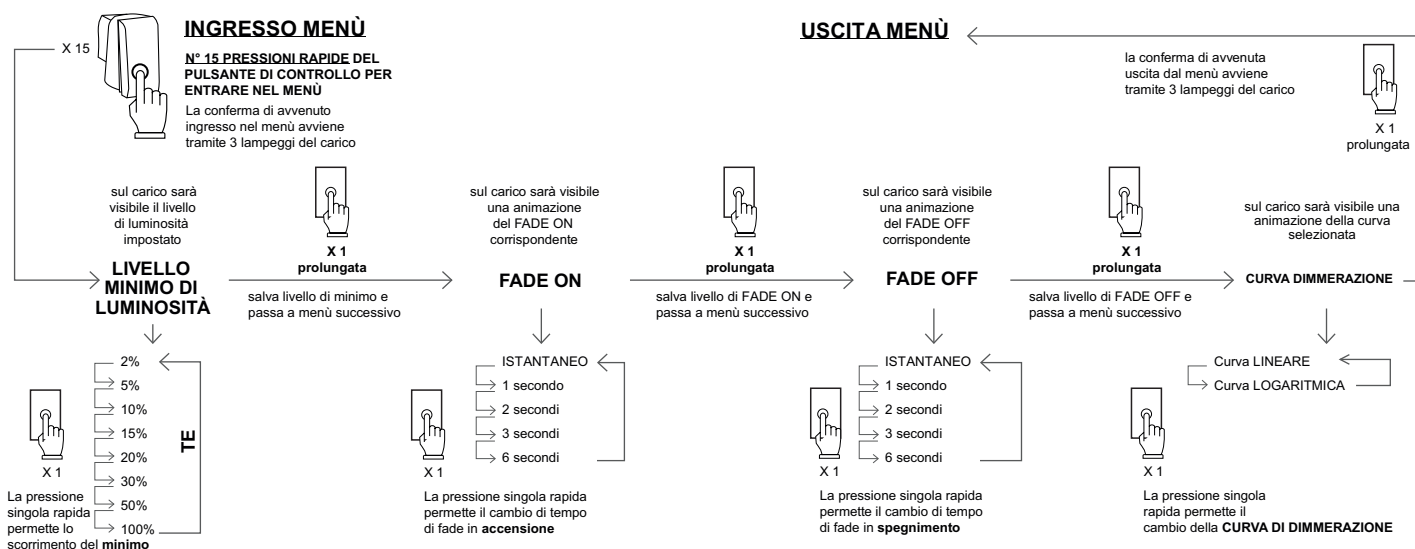 X 15
INGRESSO MENÙ
N° 15 PRESSIONI RAPIDE DEL
PULSANTE DI CONTROLLO PER
ENTRARE NEL MENÙ
La conferma di avvenuto
ingresso nel menù avviene
tramite 3 lampeggi del carico
USCITA MENÙ
la conferma di avvenuta
uscita dal menù avviene
tramite 3 lampeggi del carico
X 1
prolungata
sul carico sarà
visibile il livello
di luminosità
impostato
LIVELLO
MINIMO DI
LUMINOSITÀ
X 1
prolungata
salva livello di minimo e
passa a menù successivo
sul carico sarà visibile
una animazione
del FADE ON
corrispondente
FADE ON
X 1
prolungata
salva livello di FADE ON e
passa a menù successivo
sul carico sarà visibile
una animazione
del FADE OFF
corrispondente
FADE OFF
X 1
prolungata
salva livello di FADE OFF e
passa a menù successivo
sul carico sarà visibile una
animazione della curva
selezionata
CURVA DIMMERAZIONE
2%
5%
10%
15%
20%
30%
50%
100%
TE
X 1
La pressione
singola rapida
permette lo
scorrimento del minimo
ISTANTANEO
1 secondo
2 secondi
3 secondi
6 secondi
X 1
La pressione singola rapida
permette il cambio di tempo
di fade in accensione
ISTANTANEO
1 secondo
2 secondi
3 secondi
6 secondi
X 1
La pressione singola rapida
permette il cambio di tempo
di fade in spegnimento
Curva LINEARE
Curva LOGARITMICA
X 1
La pressione singola
rapida permette il
cambio della CURVA DI DIMMERAZIONE